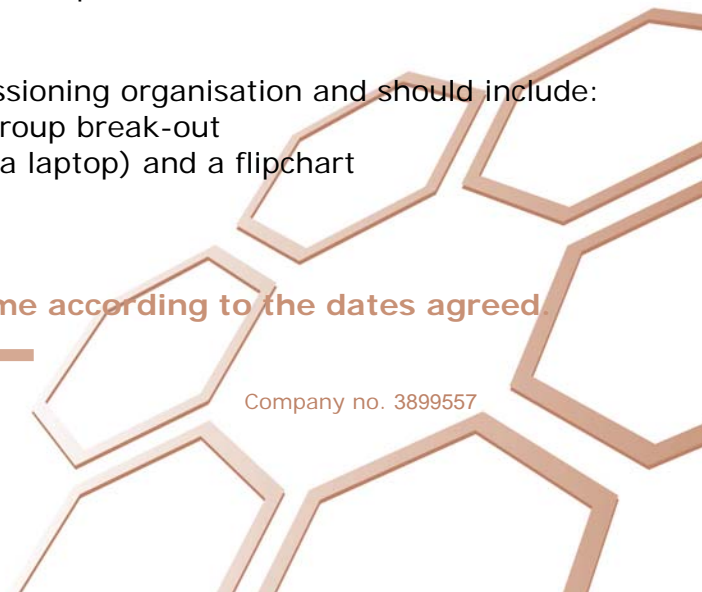 ssioning organisation and should include:
roup break-out
a laptop) and a flipchart
me according to the dates agreed.
Company no. 3899557